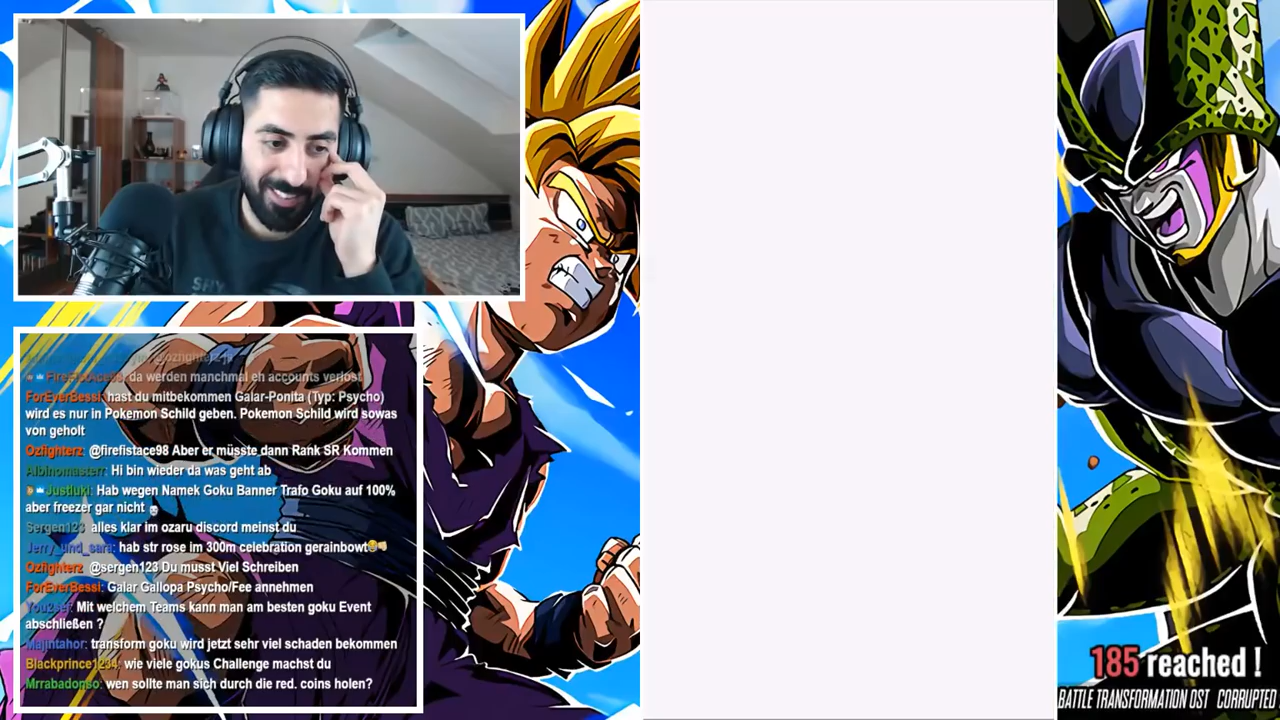 da werden manchmal eh accounts verlost
ForEverBessi: hast du mitbekommen Galar-Ponita (Typ: Psycho)
wird es nur in Pokemon Schild geben. Pokemon Schild wird sowas
von geholt
Ozfighterz: @firefistace98 Aber er müsste dann Rank SR Kommen
Albinomasterr: Hi bin wieder da was geht ab
Justluki: Hab wegen Namek Goku Banner Trafo Goku auf 100%
aber freezer gar nicht
Sergen123: alles klar im ozaru discord meinst du
Jerry_und_sara: hab str rose im 300m celebration gerainbowt
Ozfighterz: @sergen123 Du musst Viel Schreiben
ForEverBessi: Galar Gallopa Psycho/Fee annehmen
Mit welchem Teams kann man am besten goku Event
abschließen ?
Majintahor: transform goku wird jetzt sehr viel schaden bekommen
Blackprince1234: wie viele gokus Challenge machst du
Mrrabadonso: wen sollte man sich durch die red. coins holen?
185 reached !
BATTLE TRANSFORMATION OST CORRUPTED